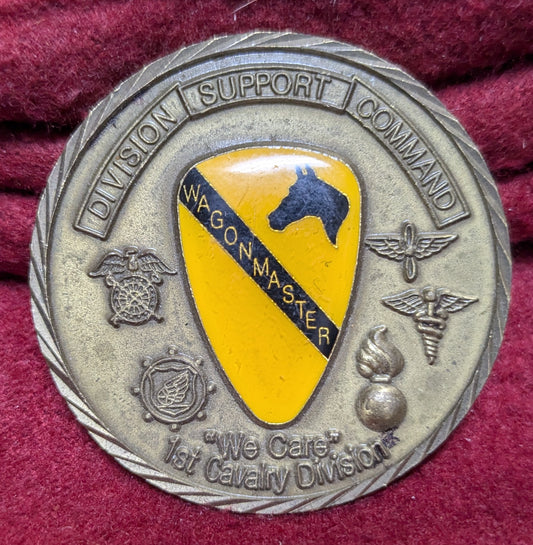 DIVISION SUPPORT COMMAND
WAGONMASTER
"We Care"
1st Cavalry Division